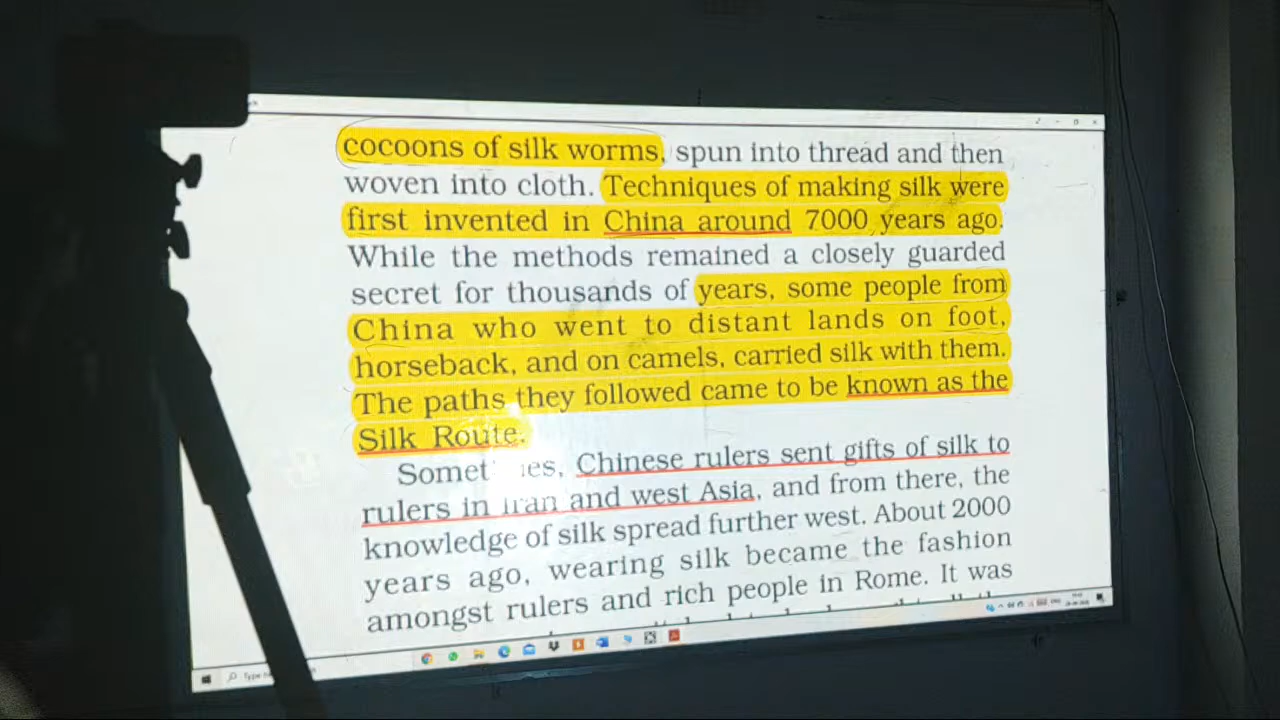 cocoons of silk worms, spun into thread and then
woven into cloth. Techniques of making silk were
first invented in China around 7000 years ago.
While the methods remained a closely guarded
secret for thousands of years, some people from
China who went to distant lands on foot,
horseback, and on camels, carried silk with them.
The paths they followed came to be known as the
Silk Route.
Sometimes, Chinese rulers sent gifts of silk to
rulers in Iran and west Asia, and from there, the
knowledge of silk spread further west. About 2000
years ago, wearing silk became the fashion
amongst rulers and rich people in Rome. It was
Type